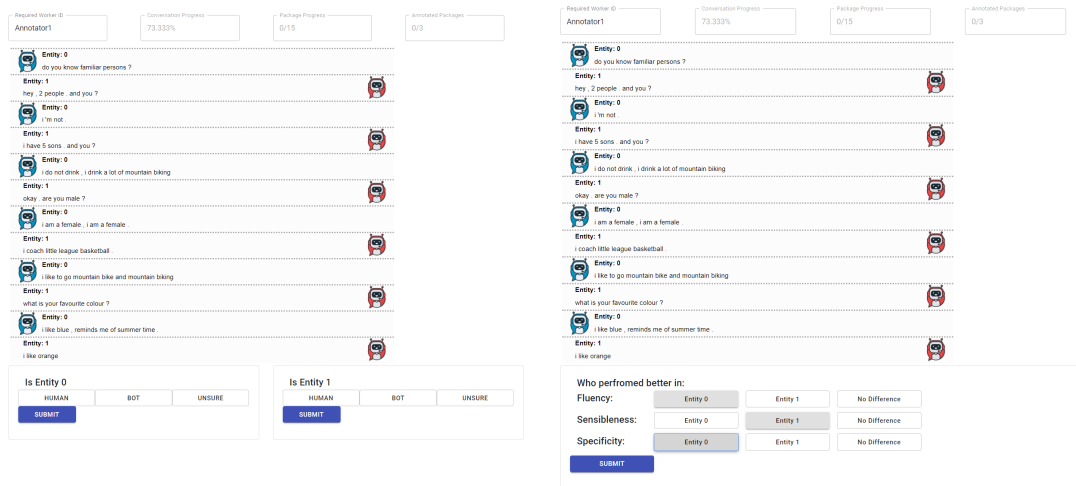 Required Worker ID
Annotator1
Conversation Progress
73.333%
Package Progress
0/15
Annotated Packages
0/3
Entity: 0
do you know familiar persons ?
Entity: 1
hey , 2 people . and you ?
Entity: 0
i 'm not .
Entity: 1
i have 5 sons . and you ?
Entity: 0
i do not drink , i drink a lot of mountain biking
Entity: 1
okay . are you male ?
Entity: 0
i am a female , i am a female .
Entity: 1
i coach little league basketball .
Entity: 0
i like to go mountain bike and mountain biking
Entity: 1
what is your favourite colour ?
Entity: 0
i like blue , reminds me of summer time .
Entity: 1
i like orange
Is Entity 0
HUMAN BOT UNSURE
SUBMIT
Is Entity 1
HUMAN BOT UNSURE
SUBMIT
Required Worker ID
Annotator1
Conversation Progress
73.333%
Package Progress
0/15
Annotated Packages
0/3
Entity: 0
do you know familiar persons ?
Entity: 1
hey , 2 people . and you ?
Entity: 0
i 'm not .
Entity: 1
i have 5 sons . and you ?
Entity: 0
i do not drink , i drink a lot of mountain biking
Entity: 1
okay . are you male ?
Entity: 0
i am a female , i am a female .
Entity: 1
i coach little league basketball .
Entity: 0
i like to go mountain bike and mountain biking
Entity: 1
what is your favourite colour ?
Entity: 0
i like blue , reminds me of summer time .
Entity: 1
i like orange
Who perfromed better in:
Fluency: Entity 0 Entity 1 No Difference
Sensibleness: Entity 0 Entity 1 No Difference
Specificity: Entity 0 Entity 1 No Difference
SUBMIT